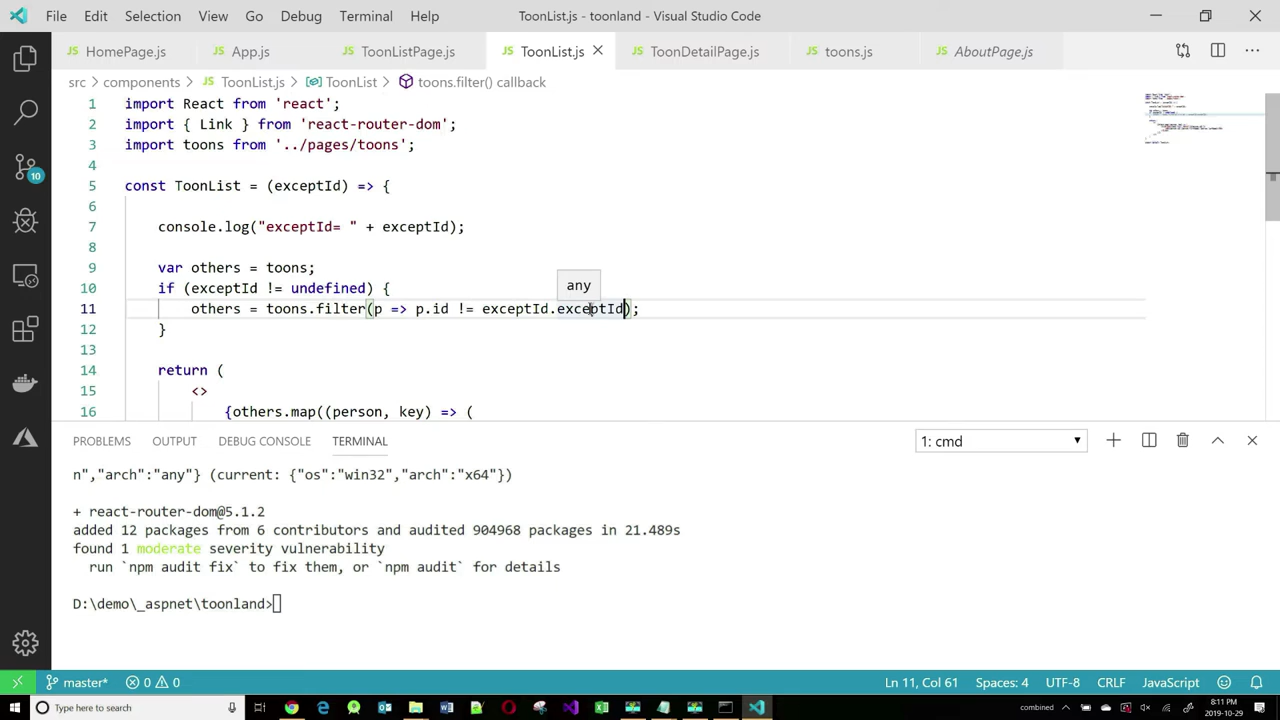 File Edit Selection View Go Debug Terminal Help ToonList.js - toonland - Visual Studio Code
JS HomePage.js JS App.js JS ToonListPage.js JS ToonList.js JS ToonDetailPage.js JS toons.js JS AboutPage.js
src > components > JS ToonList.js > ToonList > toons.filter() callback
1 import React from 'react';
2 import { Link } from 'react-router-dom';
3 import toons from '../pages/toons';
4
5 const ToonList = (exceptId) => {
6
7 console.log("exceptId= " + exceptId);
8
9 var others = toons;
10 if (exceptId != undefined) {
any
11 others = toons.filter(p => p.id != exceptId.exceptId);
12 }
13
14 return (
15 <>
16 {others.map((person, key) => (
10
PROBLEMS OUTPUT DEBUG CONSOLE TERMINAL 1: cmd
n","arch":"any"} (current: {"os":"win32","arch":"x64"})
+ react-router-dom@5.1.2
added 12 packages from 6 contributors and audited 904968 packages in 21.489s
found 1 moderate severity vulnerability
run `npm audit fix` to fix them, or `npm audit` for details
D:\demo\_aspnet\toonland>
master* 0 0 Ln 11, Col 61 Spaces: 4 UTF-8 CRLF JavaScript
Type here to search combined 8:11 PM
2019-10-29